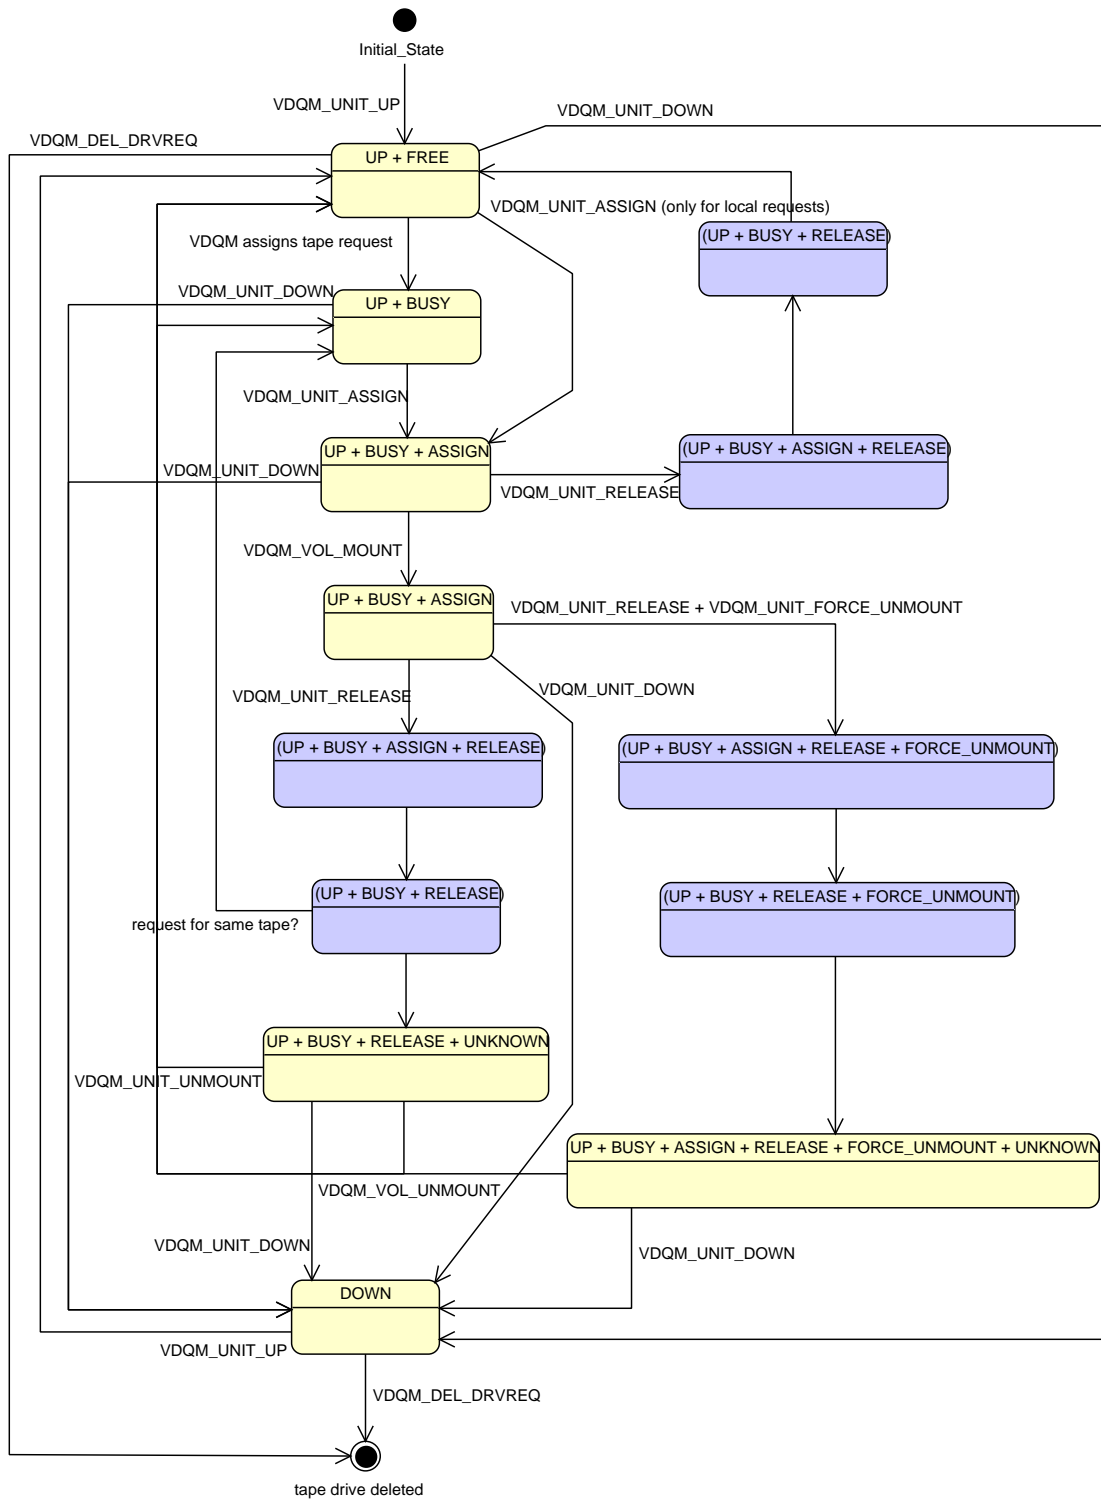 Initial_State
VDQM_UNIT_UP
VDQM_UNIT_DOWN
VDQM_DEL_DRVREQ
UP + FREE
VDQM_UNIT_ASSIGN (only for local requests)
(UP + BUSY + RELEASE)
VDQM assigns tape request
VDQM_UNIT_DOWN
UP + BUSY
VDQM_UNIT_ASSIGN
UP + BUSY + ASSIGN
(UP + BUSY + ASSIGN + RELEASE)
VDQM_UNIT_DOWN
VDQM_UNIT_RELEASE
VDQM_VOL_MOUNT
UP + BUSY + ASSIGN
VDQM_UNIT_RELEASE + VDQM_UNIT_FORCE_UNMOUNT
VDQM_UNIT_RELEASE
VDQM_UNIT_DOWN
(UP + BUSY + ASSIGN + RELEASE)
(UP + BUSY + ASSIGN + RELEASE + FORCE_UNMOUNT)
(UP + BUSY + RELEASE)
(UP + BUSY + RELEASE + FORCE_UNMOUNT)
request for same tape?
UP + BUSY + RELEASE + UNKNOWN
VDQM_UNIT_UNMOUNT
UP + BUSY + ASSIGN + RELEASE + FORCE_UNMOUNT + UNKNOWN
VDQM_VOL_UNMOUNT
VDQM_UNIT_DOWN
VDQM_UNIT_DOWN
DOWN
VDQM_UNIT_UP
VDQM_DEL_DRVREQ
tape drive deleted